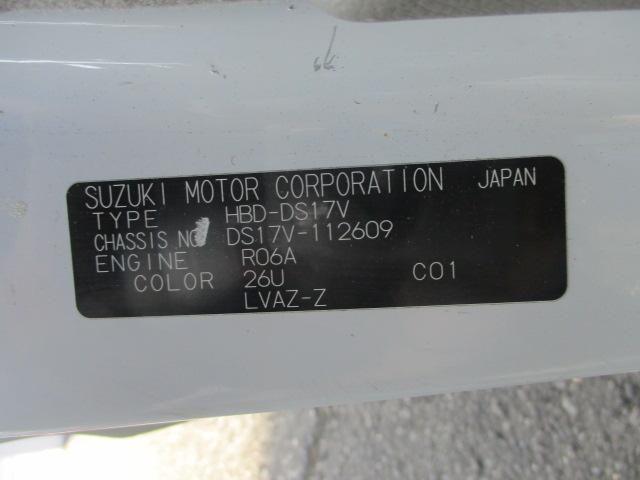 SUZUKI MOTOR CORPORATION JAPAN
TYPE HBD-DS17V
CHASSIS NO DS17V-112609
ENGINE R06A
COLOR 26U C01
LVAZ-Z